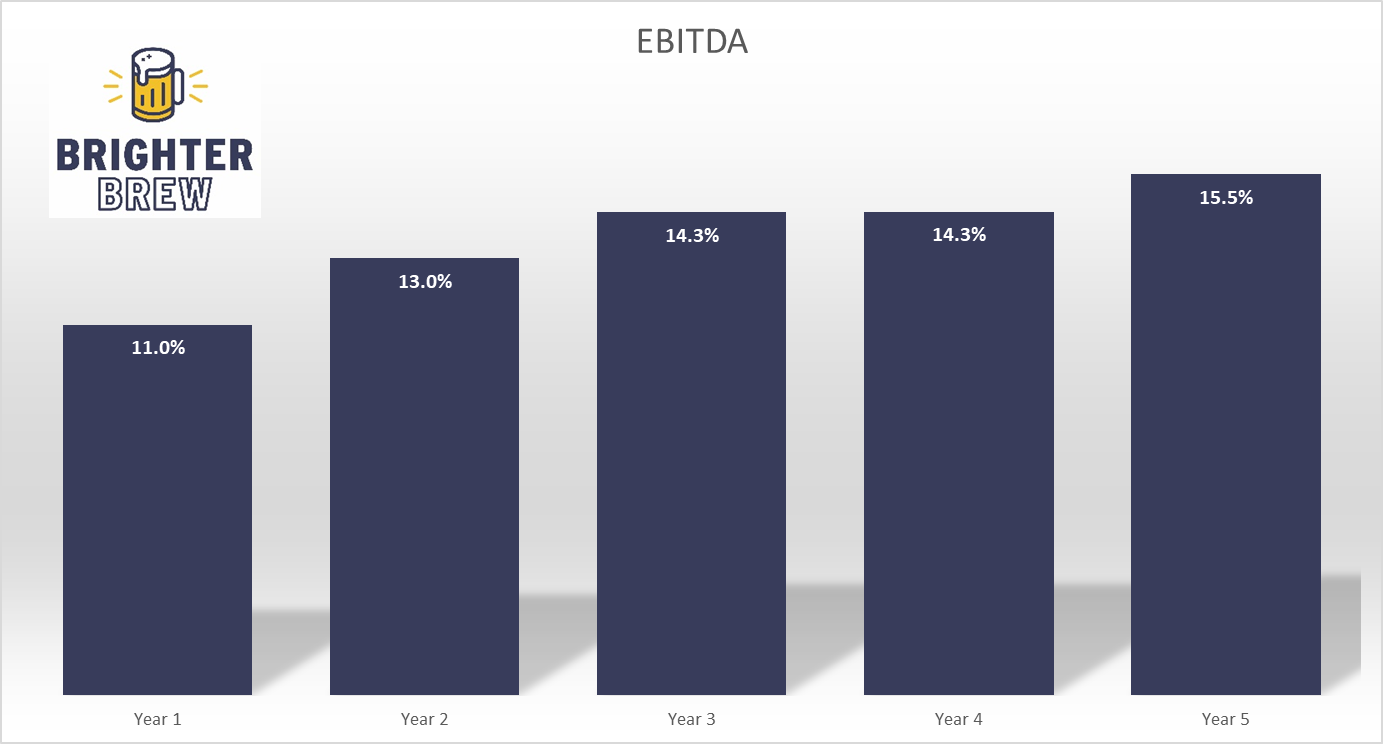 EBITDA
BRIGHTER
BREW
15.5%
14.3%
14.3%
13.0%
11.0%
Year 1
Year 2
Year 3
Year 4
Year 5